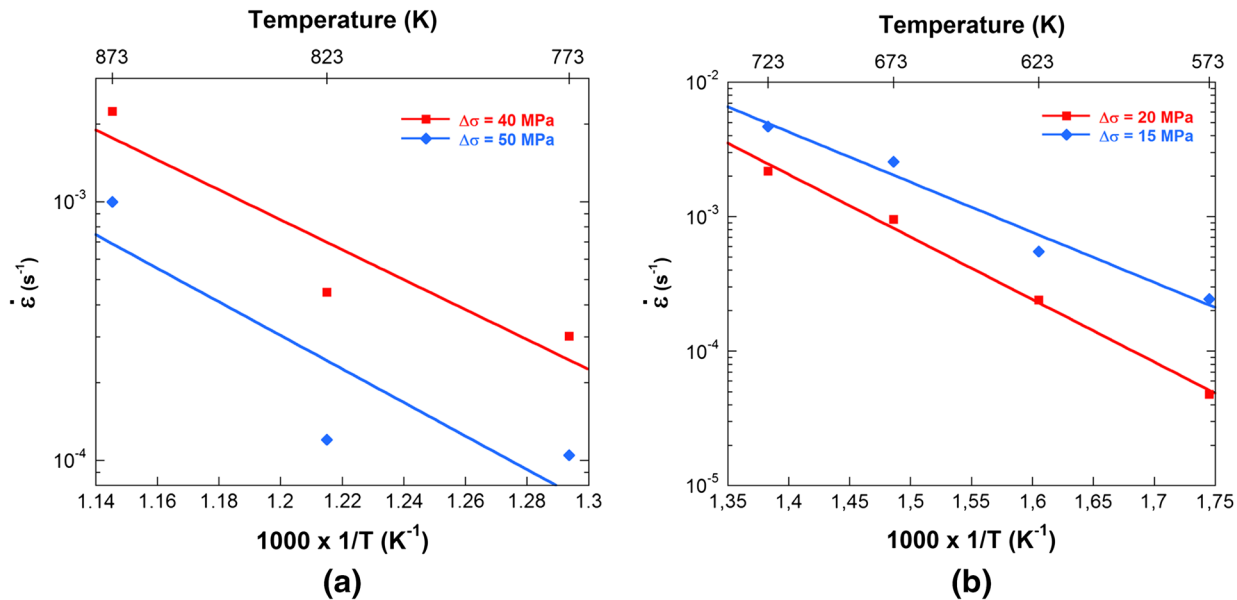 Temperature (K)
873 823 773
Δσ = 40 MPa
Δσ = 50 MPa
10⁻³
10⁻⁴
ε̇ (s⁻¹)
1.14 1.16 1.18 1.2 1.22 1.24 1.26 1.28 1.3
1000 x 1/T (K⁻¹)
(a)
Temperature (K)
723 673 623 573
Δσ = 20 MPa
Δσ = 15 MPa
10⁻²
10⁻³
10⁻⁴
10⁻⁵
ε̇ (s⁻¹)
1,35 1,4 1,45 1,5 1,55 1,6 1,65 1,7 1,75
1000 x 1/T (K⁻¹)
(b)